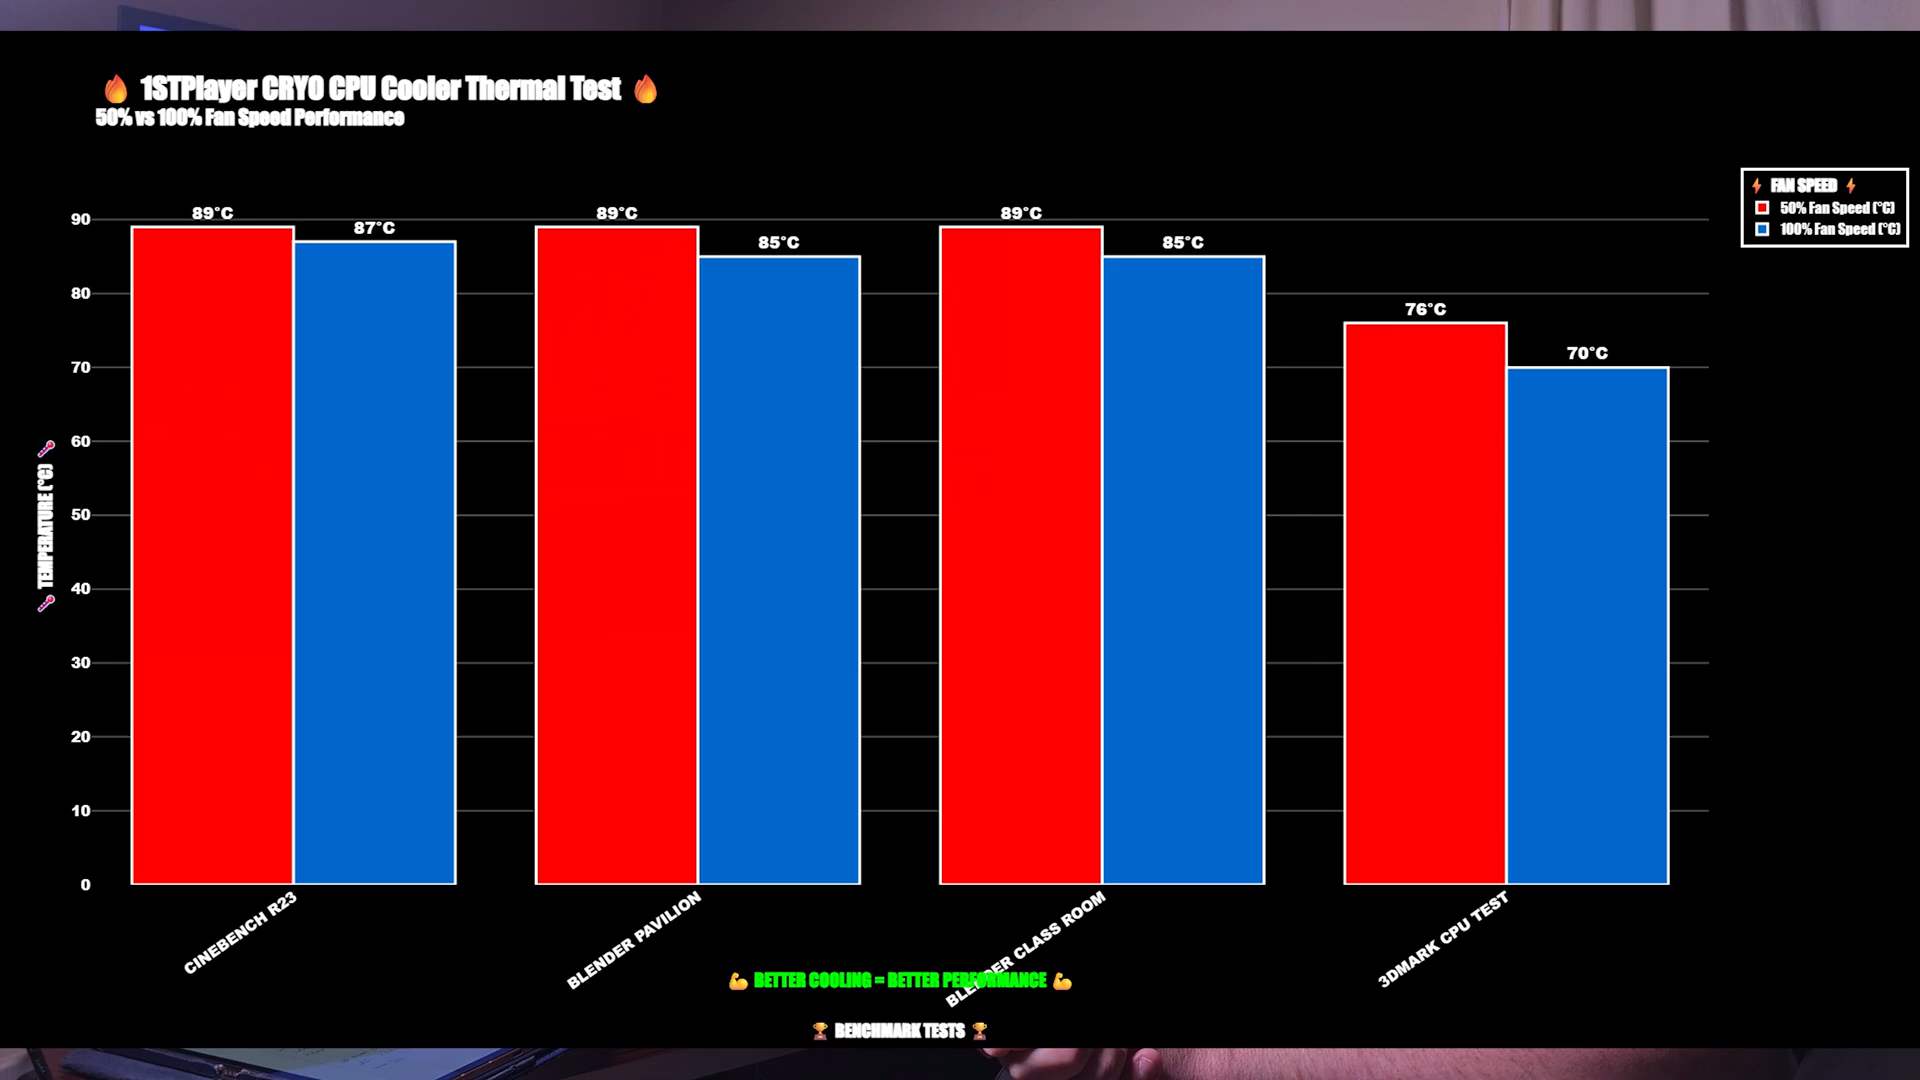 🔥 1STPlayer CRYO CPU Cooler Thermal Test 🔥
50% vs 100% Fan Speed Performance
⚡ FAN SPEED ⚡
50% Fan Speed (°C)
100% Fan Speed (°C)
TEMPERATURE (°C)
90
80
70
60
50
40
30
20
10
0
89°C
87°C
89°C
85°C
89°C
85°C
76°C
70°C
CINEBENCH R23
BLENDER PAVILION
BLENDER CLASS ROOM
3DMARK CPU TEST
💪 BETTER COOLING = BETTER PERFORMANCE 💪
🏆 BENCHMARK TESTS 🏆